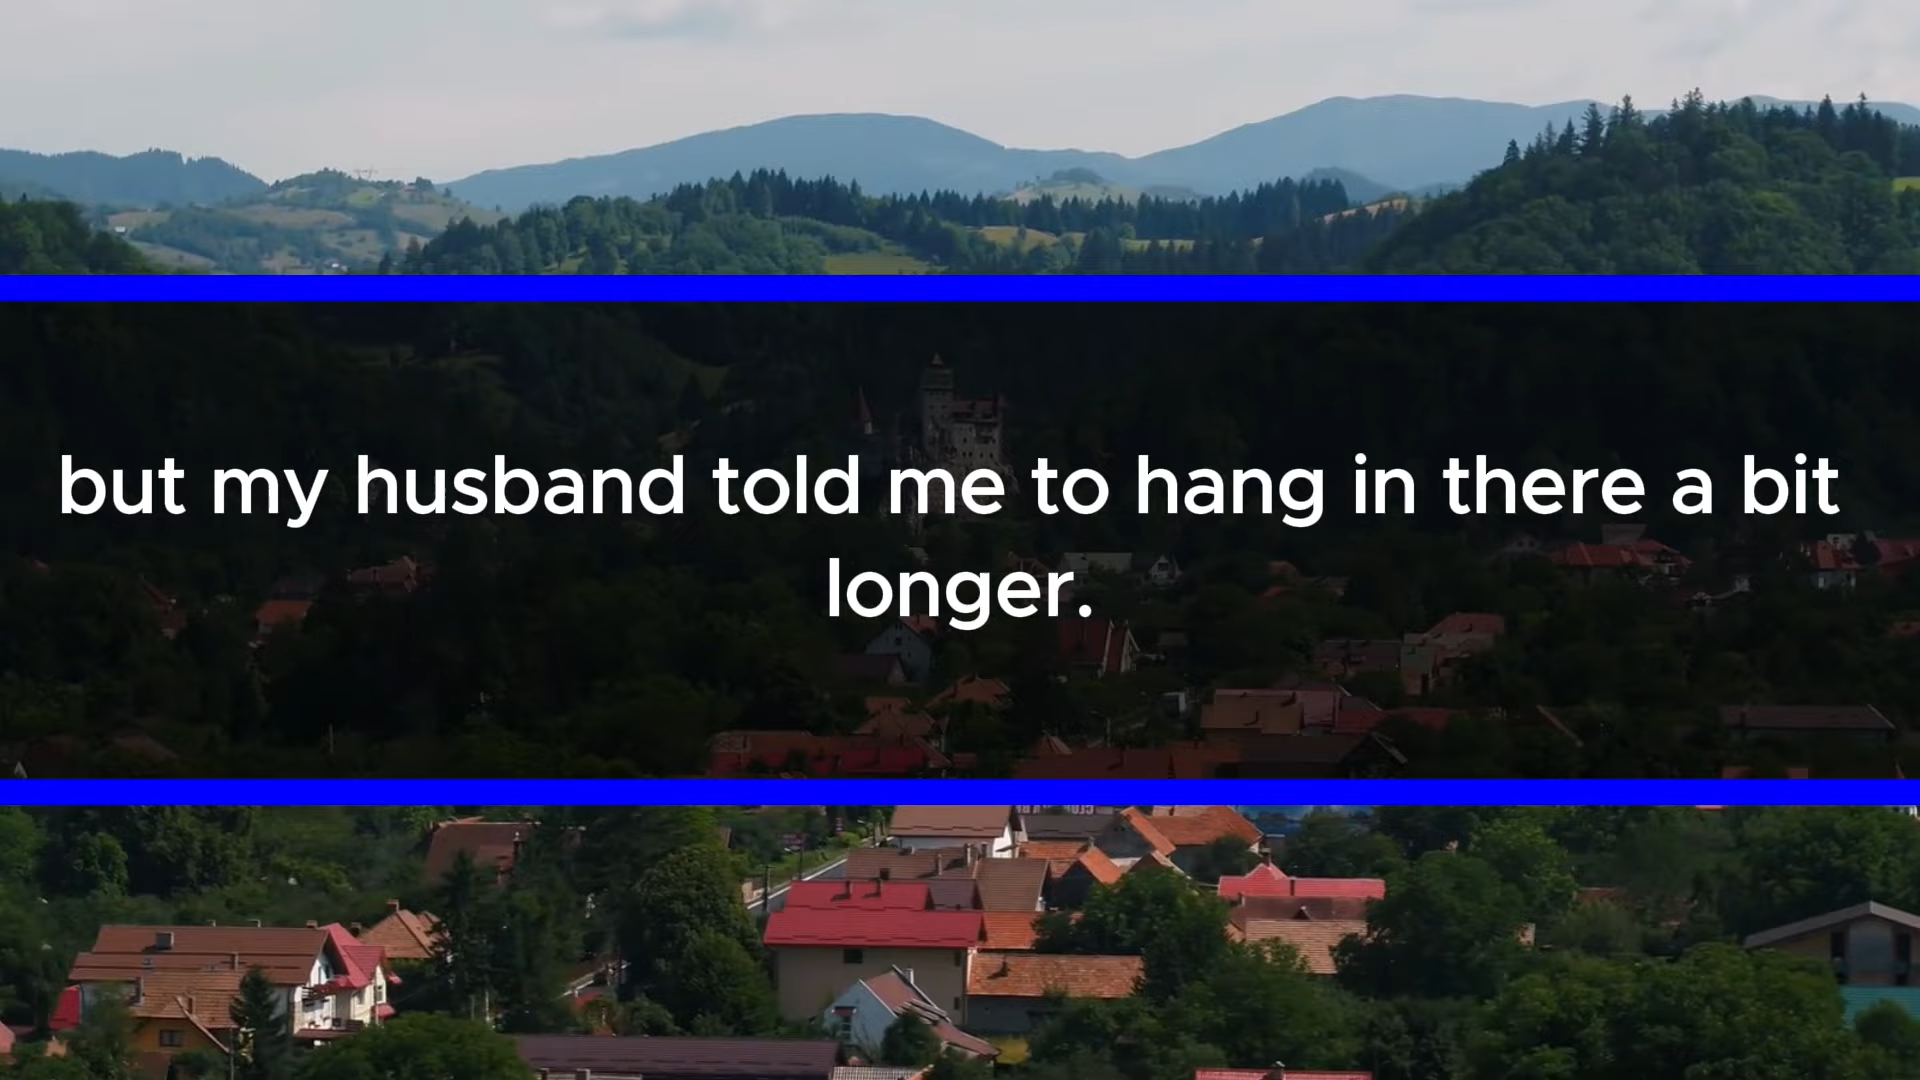 but my husband told me to hang in there a bit
longer.